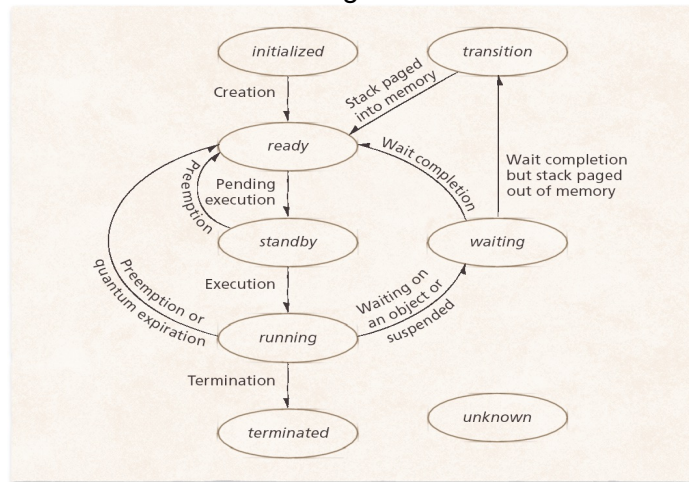 initialized
transition
Creation
Stack paged
into memory
ready
Wait completion
Wait completion
but stack paged
out of memory
Preemption
Pending
execution
standby
waiting
Execution
Preemption or
quantum expiration
Waiting on
an object or
suspended
running
Termination
terminated
unknown